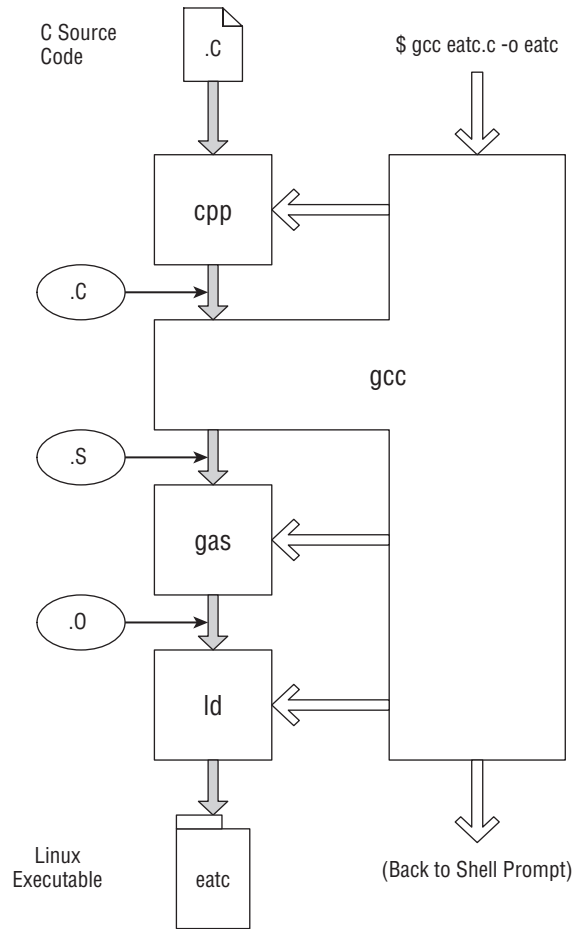 C Source
Code
.C
$ gcc eatc.c -o eatc
cpp
.C
gcc
.S
gas
.O
ld
Linux
Executable
eatc
(Back to Shell Prompt)